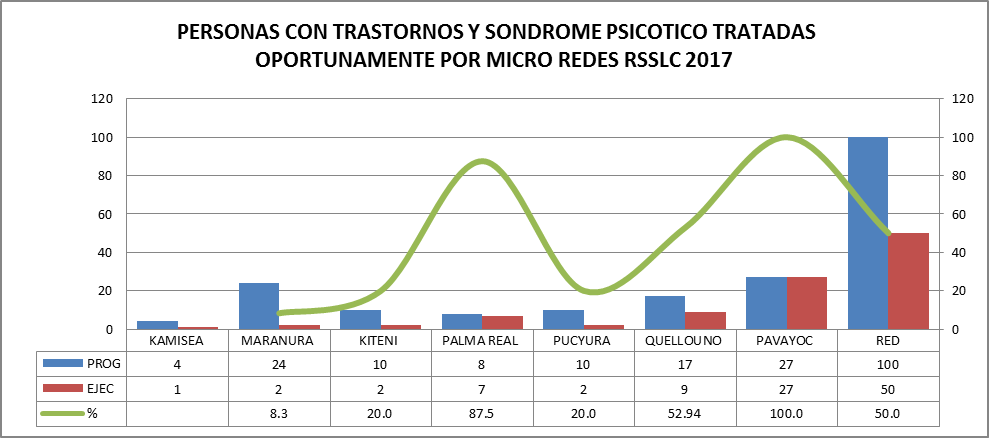 PERSONAS CON TRASTORNOS Y SONDROME PSICOTICO TRATADAS
OPORTUNAMENTE POR MICRO REDES RSSLC 2017
120 120
100 100
80 80
60 60
40 40
20 20
0 0
KAMISEA MARANURA KITENI PALMA REAL PUCYURA QUELLOUNO PAVAYOC RED
PROG 4 24 10 8 10 17 27 100
EJEC 1 2 2 7 2 9 27 50
% 8.3 20.0 87.5 20.0 52.94 100.0 50.0